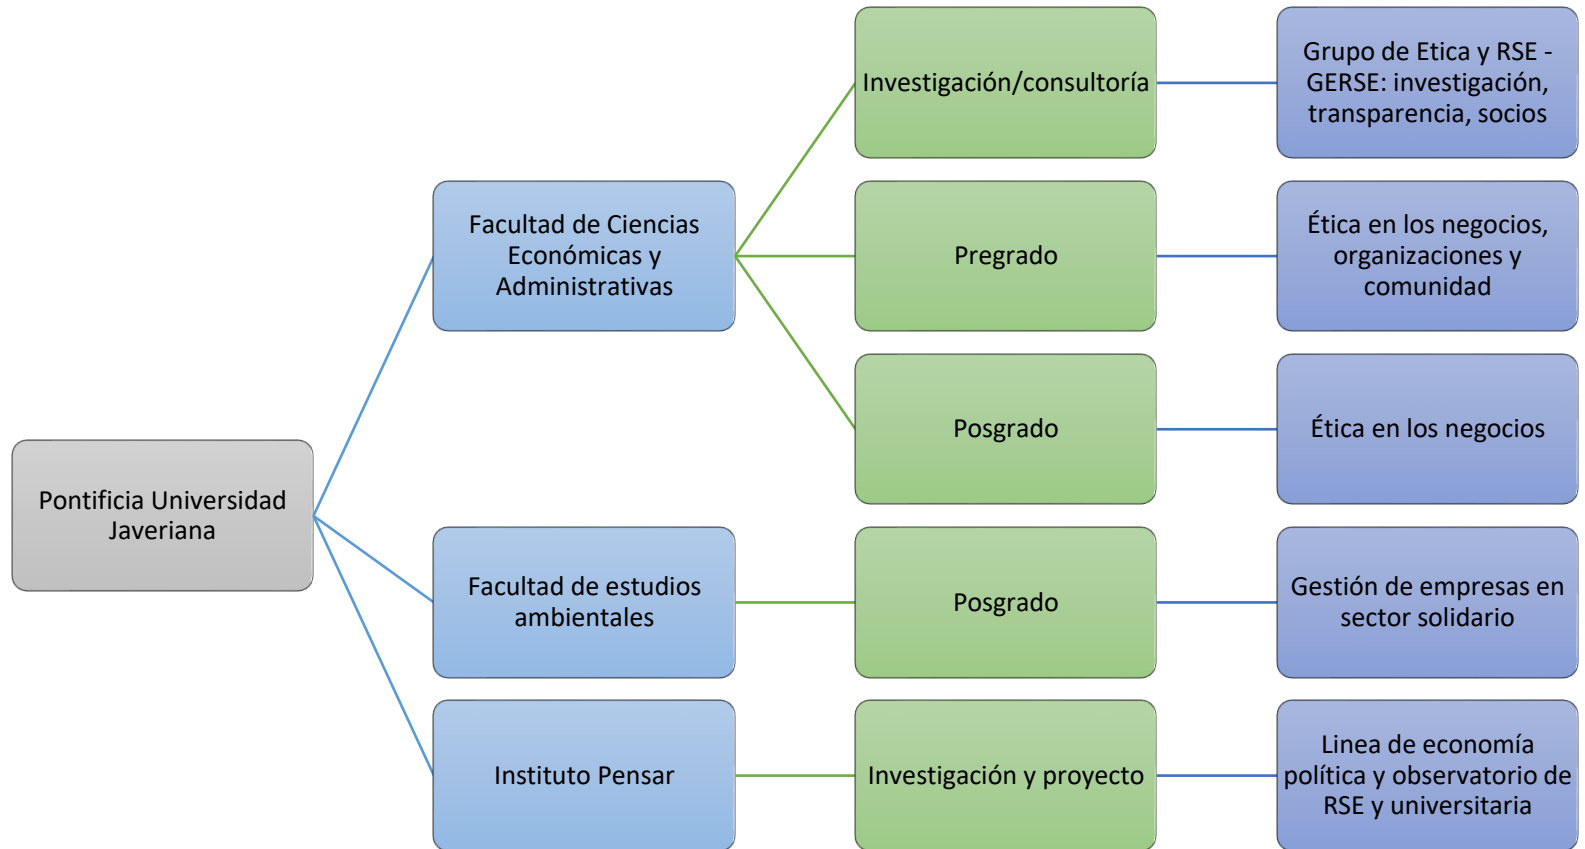 Pontificia Universidad
Javeriana
Facultad de Ciencias
Económicas y
Administrativas
Investigación/consultoría
Grupo de Etica y RSE -
GERSE: investigación,
transparencia, socios
Pregrado
Ética en los negocios,
organizaciones y
comunidad
Posgrado
Ética en los negocios
Facultad de estudios
ambientales
Posgrado
Gestión de empresas en
sector solidario
Instituto Pensar
Investigación y proyecto
Linea de economía
política y observatorio de
RSE y universitaria